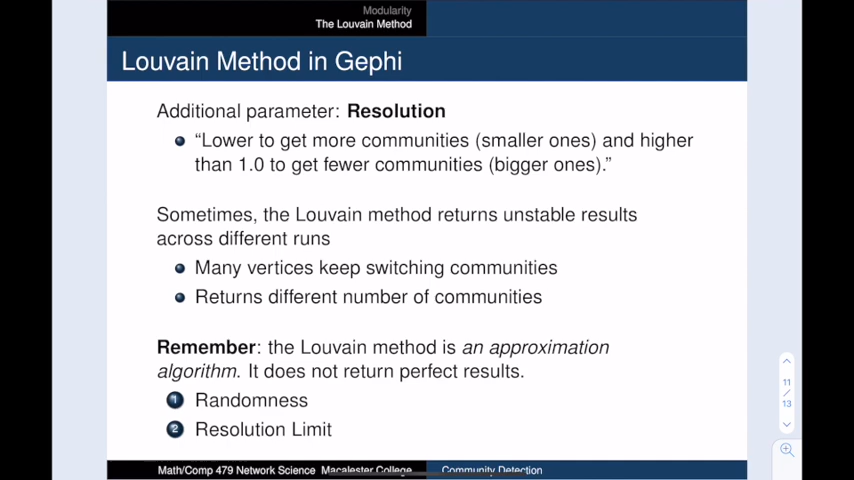 Modularity
The Louvain Method
Louvain Method in Gephi
Additional parameter: Resolution
“Lower to get more communities (smaller ones) and higher
than 1.0 to get fewer communities (bigger ones).”
Sometimes, the Louvain method returns unstable results
across different runs
Many vertices keep switching communities
Returns different number of communities
Remember: the Louvain method is an approximation
algorithm. It does not return perfect results.
1 Randomness
2 Resolution Limit
11
/
13
Math/Comp 479 Network Science Macalester College Community Detection